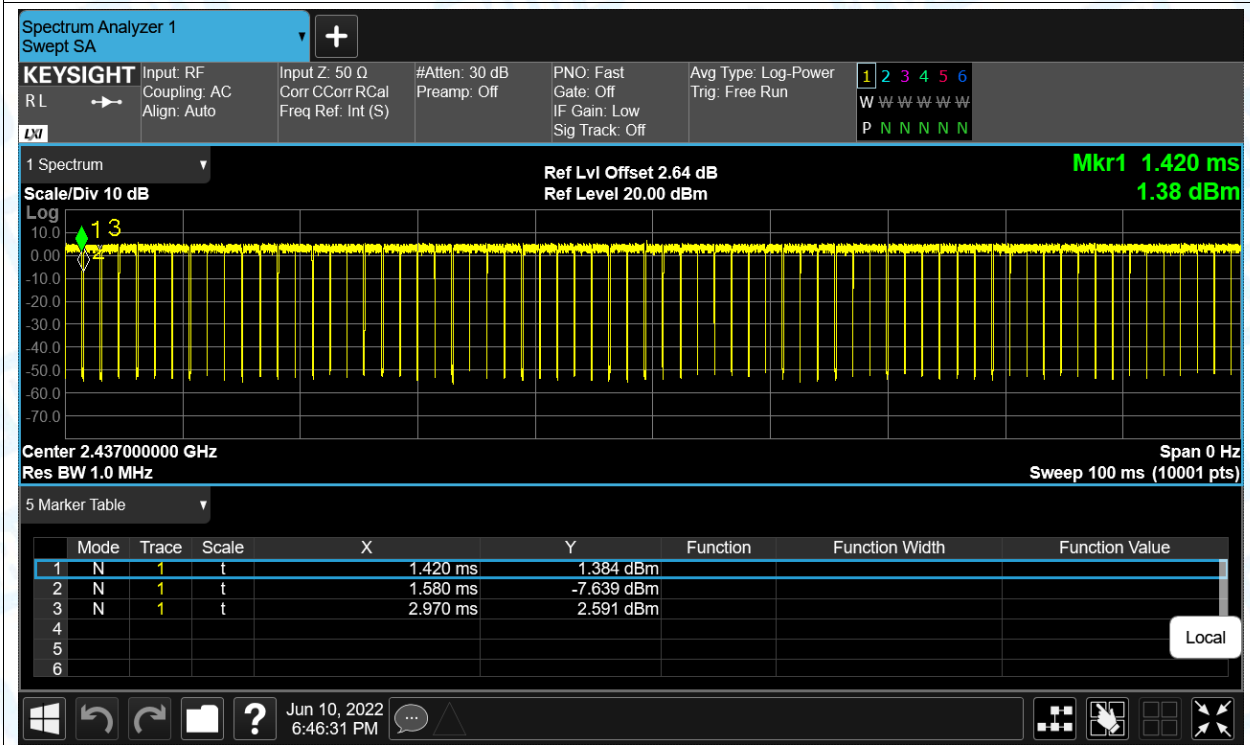 Spectrum Analyzer 1
Swept SA
+
KEYSIGHT Input: RF Input Z: 50 Ω #Atten: 30 dB PNO: Fast Avg Type: Log-Power 1 2 3 4 5 6
RL Coupling: AC Corr CCorr RCal Preamp: Off Gate: Off Trig: Free Run W W W W W W
Align: Auto Freq Ref: Int (S) IF Gain: Low
LXI Sig Track: Off P N N N N N
1 Spectrum Ref Lvl Offset 2.64 dB Mkr1 1.420 ms
Scale/Div 10 dB Ref Level 20.00 dBm 1.38 dBm
Log
1 3
10.0
2
0.00
-10.0
-20.0
-30.0
-40.0
-50.0
-60.0
-70.0
Center 2.437000000 GHz Span 0 Hz
Res BW 1.0 MHz Sweep 100 ms (10001 pts)
5 Marker Table
Mode Trace Scale X Y Function Function Width Function Value
1 N 1 t 1.420 ms 1.384 dBm
2 N 1 t 1.580 ms -7.639 dBm
3 N 1 t 2.970 ms 2.591 dBm
4
5
6
Local
? Jun 10, 2022
6:46:31 PM